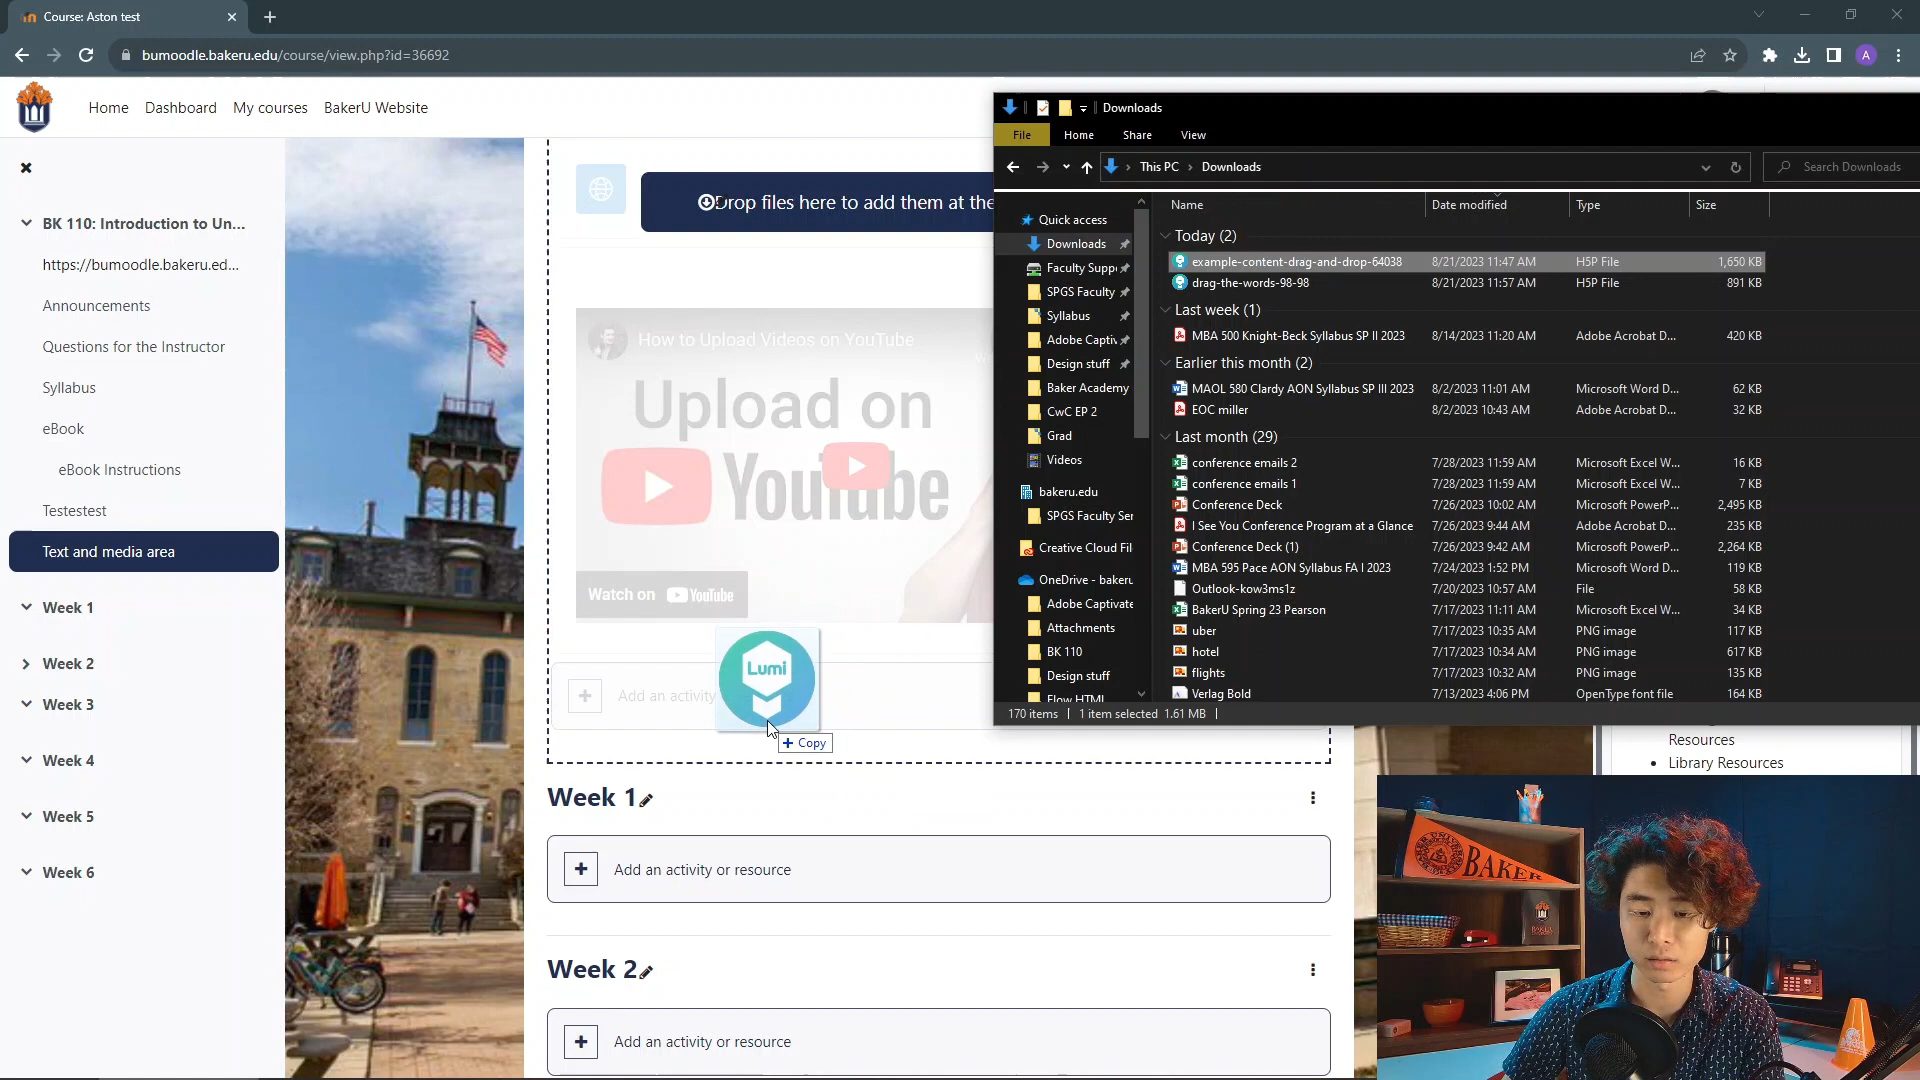 Course: Aston test
bumoodle.bakeru.edu/course/view.php?id=36692
A
Home Dashboard My courses BakerU Website
BK 110: Introduction to Un...
https://bumoodle.bakeru.ed...
Announcements
Questions for the Instructor
Syllabus
eBook
eBook Instructions
Testestest
Text and media area
Week 1
Week 2
Week 3
Week 4
Week 5
Week 6
Drop files here to add them at the
How to Upload Videos on YouTube
Upload on
YouTube
Watch on YouTube
Lumi
Add an activity
+ Copy
Week 1
Add an activity or resource
Week 2
Add an activity or resource
Downloads
File Home Share View
This PC Downloads Search Downloads
Name Date modified Type Size
Quick access
Downloads
Faculty Suppo
SPGS Faculty
Syllabus
Adobe Captiv
Design stuff
Baker Academy
CwC EP 2
Grad
Videos
bakeru.edu
SPGS Faculty Ser
Creative Cloud Fil
OneDrive - bakeru
Adobe Captivate
Attachments
BK 110
Design stuff
Flow HTML
Today (2)
example-content-drag-and-drop-64038 8/21/2023 11:47 AM H5P File 1,650 KB
drag-the-words-98-98 8/21/2023 11:57 AM H5P File 891 KB
Last week (1)
MBA 500 Knight-Beck Syllabus SP II 2023 8/14/2023 11:20 AM Adobe Acrobat D... 420 KB
Earlier this month (2)
MAOL 580 Clardy AON Syllabus SP III 2023 8/2/2023 11:01 AM Microsoft Word D... 62 KB
EOC miller 8/2/2023 10:43 AM Adobe Acrobat D... 32 KB
Last month (29)
conference emails 2 7/28/2023 11:59 AM Microsoft Excel W... 16 KB
conference emails 1 7/28/2023 11:59 AM Microsoft Excel W... 7 KB
Conference Deck 7/26/2023 10:02 AM Microsoft PowerP... 2,495 KB
I See You Conference Program at a Glance 7/26/2023 9:44 AM Adobe Acrobat D... 235 KB
Conference Deck (1) 7/26/2023 9:42 AM Microsoft PowerP... 2,264 KB
MBA 595 Pace AON Syllabus FA I 2023 7/24/2023 1:52 PM Microsoft Word D... 119 KB
Outlook-kow3ms1z 7/20/2023 10:57 AM File 58 KB
BakerU Spring 23 Pearson 7/17/2023 11:11 AM Microsoft Excel W... 34 KB
uber 7/17/2023 10:35 AM PNG image 117 KB
hotel 7/17/2023 10:34 AM PNG image 617 KB
flights 7/17/2023 10:32 AM PNG image 135 KB
Verlag Bold 7/13/2023 4:06 PM OpenType font file 164 KB
170 items 1 item selected 1.61 MB
Resources
Library Resources
BAKER